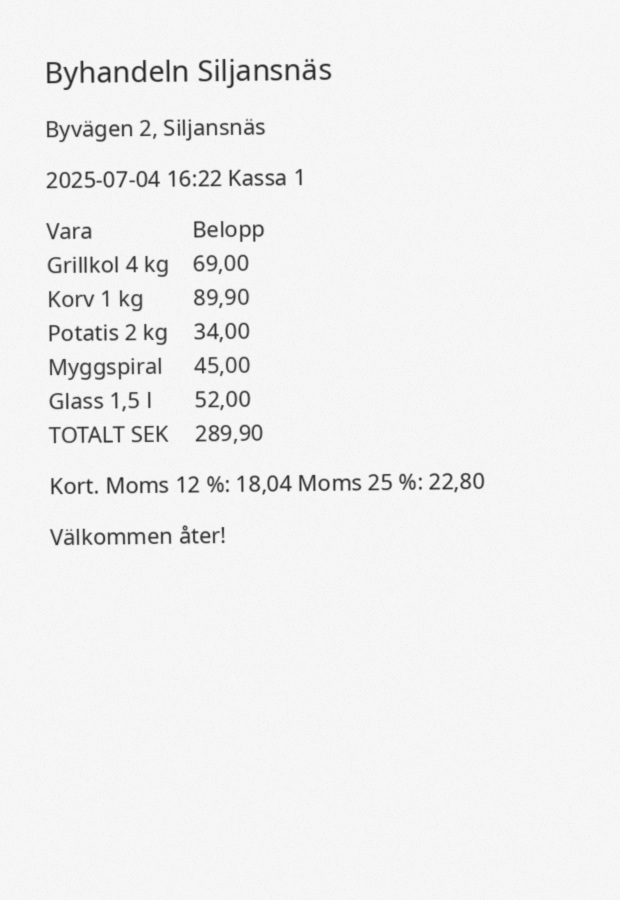 Byhandeln Siljansnäs
Byvägen 2, Siljansnäs
2025-07-04 16:22 Kassa 1
Vara Belopp
Grillkol 4 kg 69,00
Korv 1 kg 89,90
Potatis 2 kg 34,00
Myggspiral 45,00
Glass 1,5 l 52,00
TOTALT SEK 289,90
Kort. Moms 12 %: 18,04 Moms 25 %: 22,80
Välkommen åter!